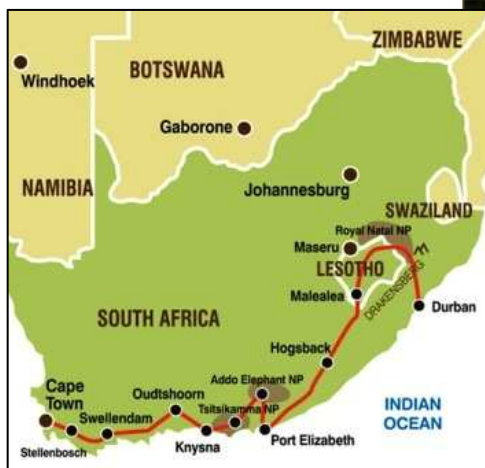 ZIMBABWE
BOTSWANA
Windhoek
Gaborone
NAMIBIA
Johannesburg
SWAZILAND
Royal Natal NP
Maseru
LESOTHO
DRAKENSBERG
Malealea
Durban
SOUTH AFRICA
Hogsback
Addo Elephant NP
Cape
Town
Oudtshoorn
Tsitsikamma NP
Swellendam
INDIAN
OCEAN
Stellenbosch
Knysna
Port Elizabeth